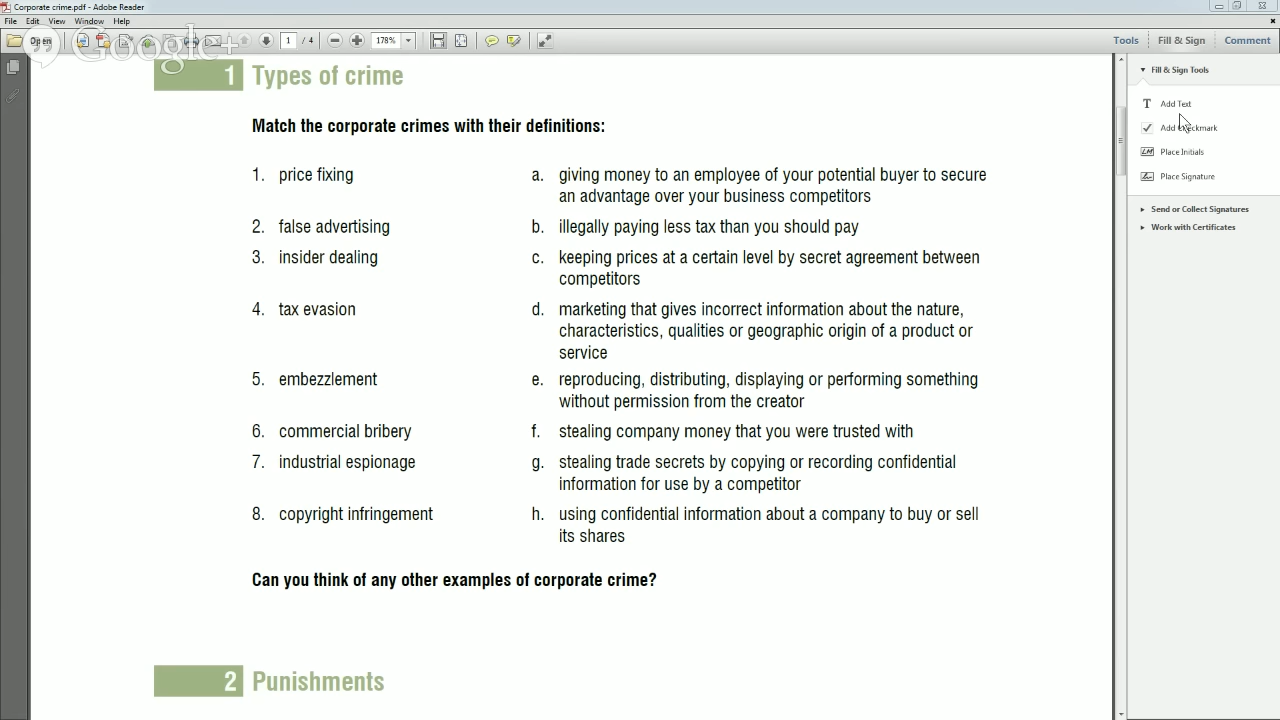 Corporate crime.pdf - Adobe Reader
File Edit View Window Help
Open
1 / 4
178%
Tools Fill & Sign Comment
Google+
Fill & Sign Tools
Add Text
Add Checkmark
Place Initials
Place Signature
Send or Collect Signatures
Work with Certificates
1 Types of crime
Match the corporate crimes with their definitions:
1. price fixing
a. giving money to an employee of your potential buyer to secure
an advantage over your business competitors
2. false advertising
b. illegally paying less tax than you should pay
3. insider dealing
c. keeping prices at a certain level by secret agreement between
competitors
4. tax evasion
d. marketing that gives incorrect information about the nature,
characteristics, qualities or geographic origin of a product or
service
5. embezzlement
e. reproducing, distributing, displaying or performing something
without permission from the creator
6. commercial bribery
f. stealing company money that you were trusted with
7. industrial espionage
g. stealing trade secrets by copying or recording confidential
information for use by a competitor
8. copyright infringement
h. using confidential information about a company to buy or sell
its shares
Can you think of any other examples of corporate crime?
2 Punishments